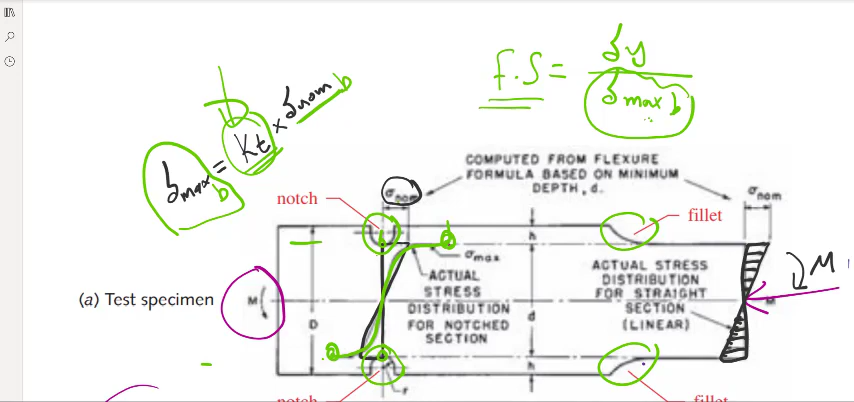 F.S = σy
σmax b
σmax b = Kt × σnom b
COMPUTED FROM FLEXURE
FORMULA BASED ON MINIMUM
DEPTH, d.
σnom
σnom
notch
fillet
h
h
σmax
ACTUAL
STRESS
DISTRIBUTION
FOR NOTCHED
SECTION
ACTUAL STRESS
DISTRIBUTION
FOR STRAIGHT
SECTION
(LINEAR)
(a) Test specimen
M
D
d
M
M
h
h
r
notch
fillet